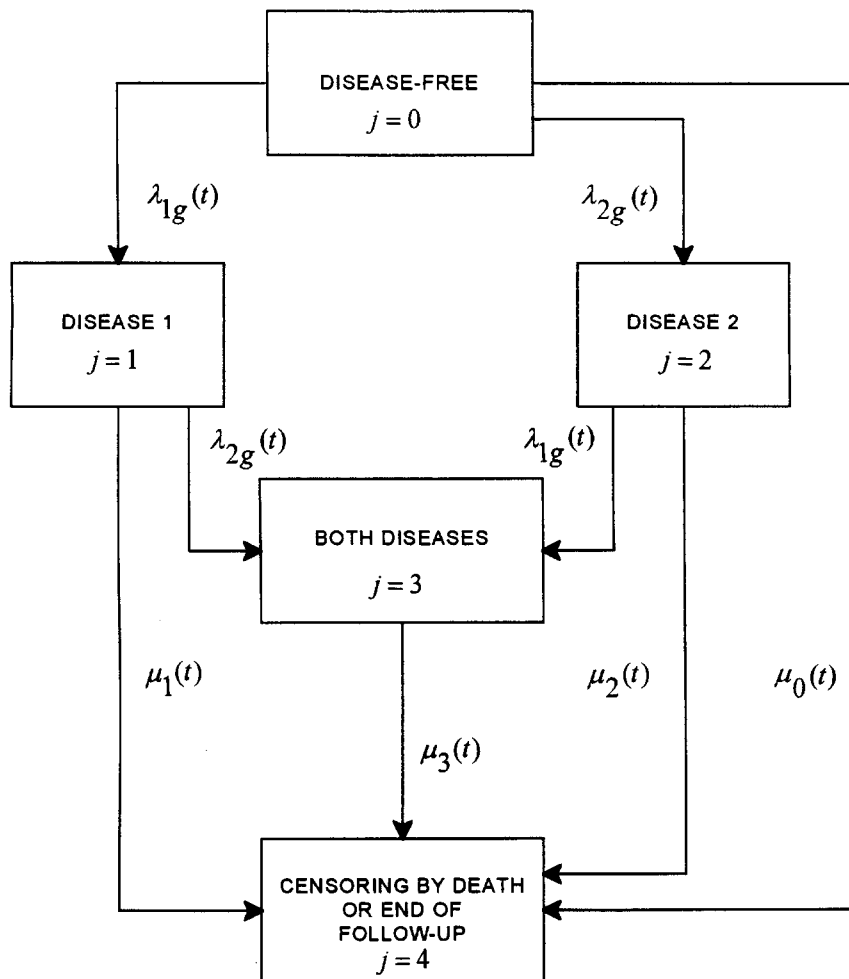 DISEASE-FREE
j = 0
λ1g(t)
λ2g(t)
DISEASE 1
j = 1
DISEASE 2
j = 2
λ2g(t)
λ1g(t)
BOTH DISEASES
j = 3
μ1(t)
μ2(t)
μ0(t)
μ3(t)
CENSORING BY DEATH
OR END OF
FOLLOW-UP
j = 4